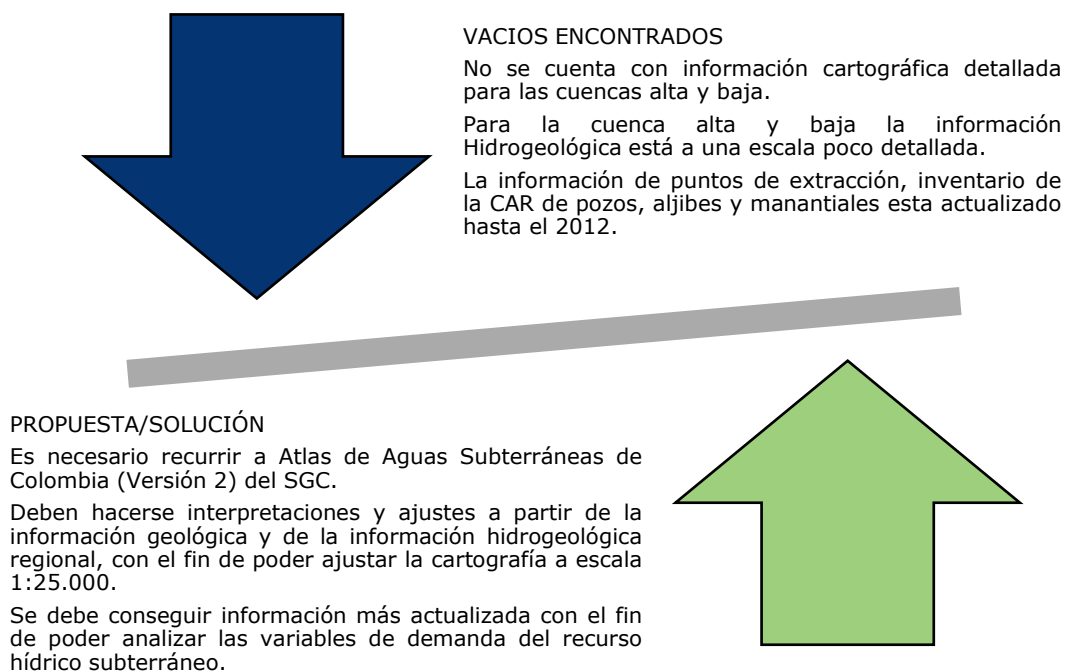 VACIOS ENCONTRADOS
No se cuenta con información cartográfica detallada
para las cuencas alta y baja.
Para la cuenca alta y baja la información
Hidrogeológica está a una escala poco detallada.
La información de puntos de extracción, inventario de
la CAR de pozos, aljibes y manantiales esta actualizado
hasta el 2012.
PROPUESTA/SOLUCIÓN
Es necesario recurrir a Atlas de Aguas Subterráneas de
Colombia (Versión 2) del SGC.
Deben hacerse interpretaciones y ajustes a partir de la
información geológica y de la información hidrogeológica
regional, con el fin de poder ajustar la cartografía a escala
1:25.000.
Se debe conseguir información más actualizada con el fin
de poder analizar las variables de demanda del recurso
hídrico subterráneo.